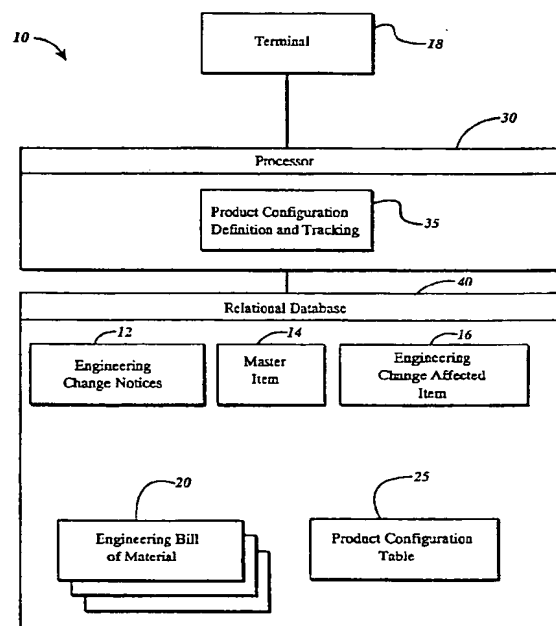 10
Terminal
18
30
Processor
Product Configuration
Definition and Tracking
35
40
Relational Database
12
14
16
Engineering
Change Notices
Master
Item
Engineering
Change Affected
Item
20
25
Engineering Bill
of Material
Product Configuration
Table